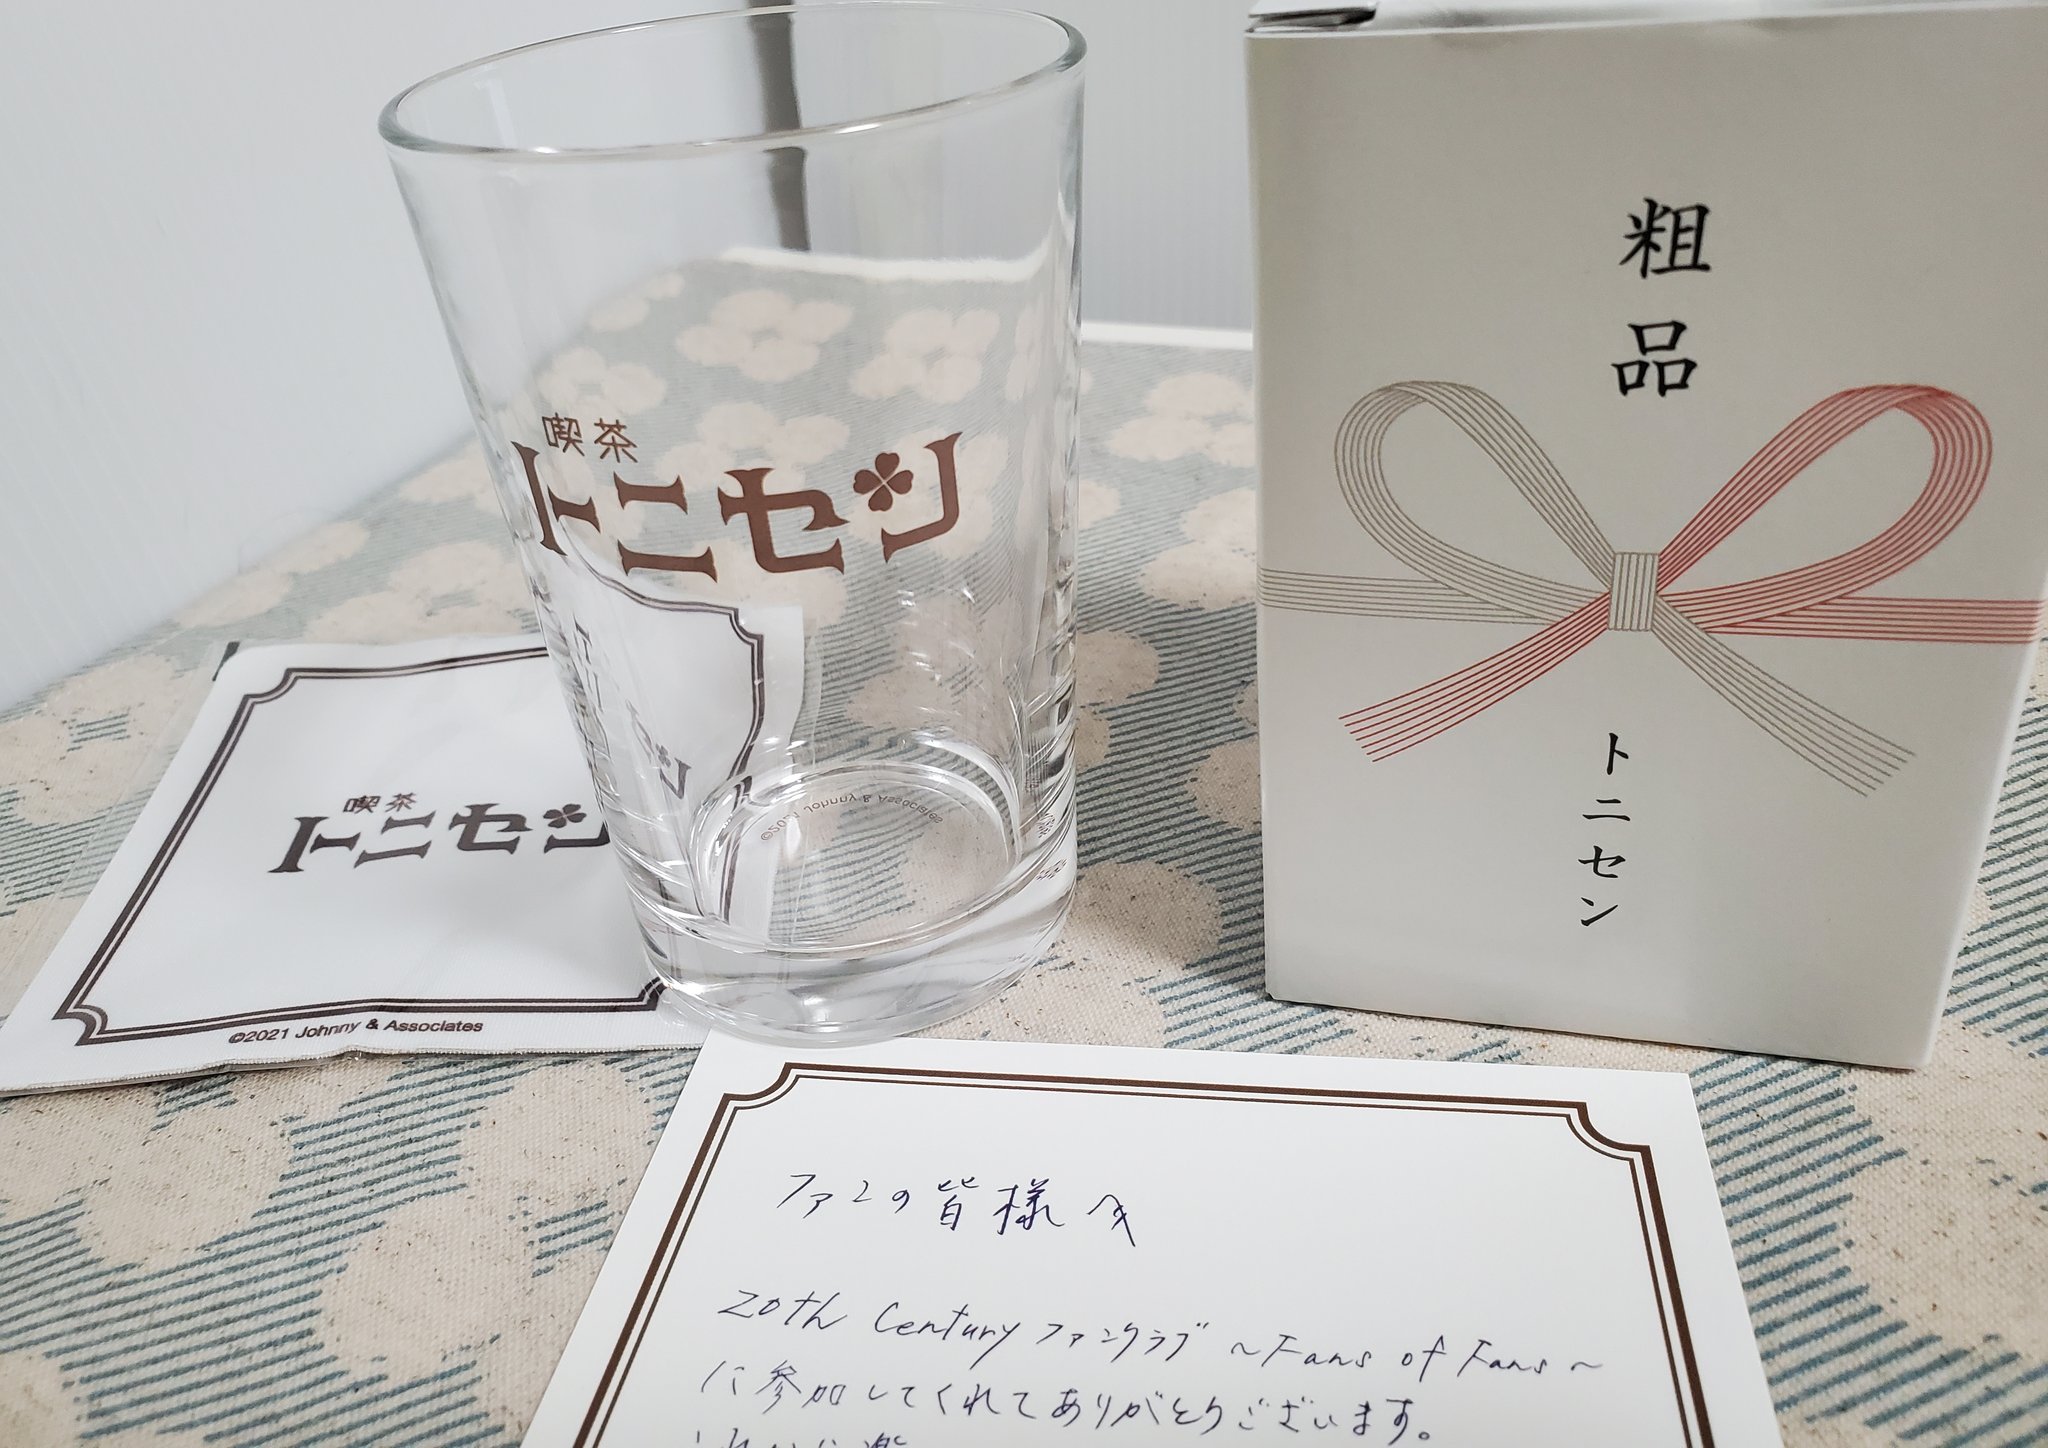 喫茶
トニセン
粗品
トニセン
喫茶
トニセン
©2021 Johnny & Associates
©2021 Johnny & Associates
ファンの皆様へ
20th Century ファンクラブ ~Fans of Fans~
に参加してくれてありがとうございます。